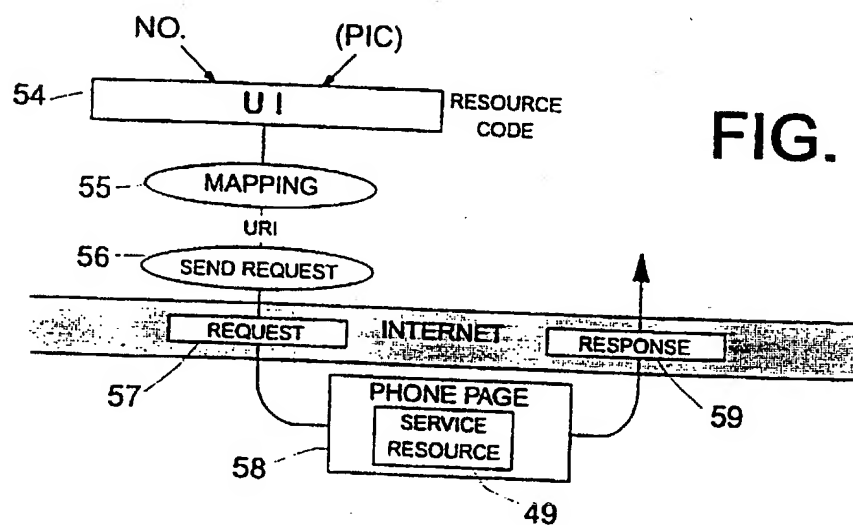 NO. (PIC)
54 UI RESOURCE
CODE
FIG.
55 MAPPING
URI
56 SEND REQUEST
REQUEST INTERNET RESPONSE
57 PHONE PAGE 59
SERVICE
RESOURCE
58 49